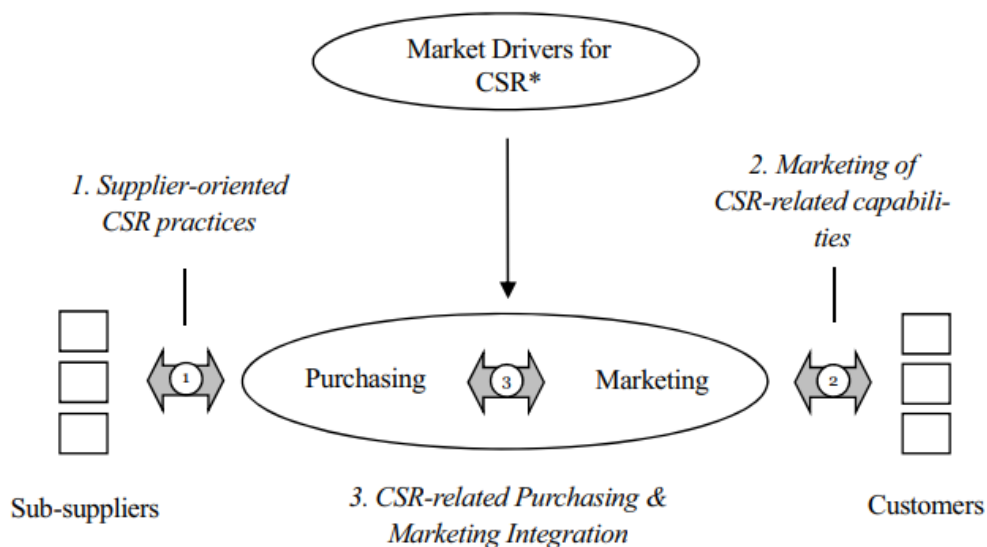 Market Drivers for
CSR*
1. Supplier-oriented
CSR practices
2. Marketing of
CSR-related capabili-
ties
1
Purchasing
3
Marketing
2
Sub-suppliers
3. CSR-related Purchasing &
Marketing Integration
Customers